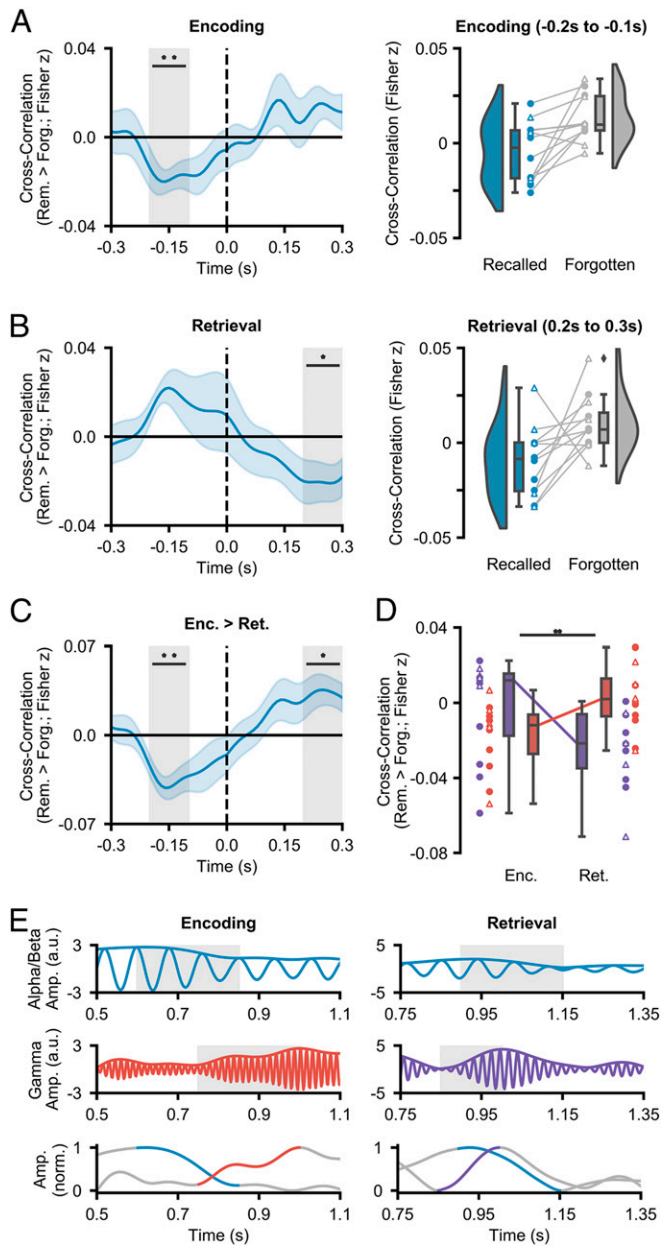 A
Encoding
Cross-Correlation
(Rem. > Forg.; Fisher z)
0.04
0.0
-0.04
**
-0.3 -0.15 0.0 0.15 0.3
Time (s)
Encoding (-0.2s to -0.1s)
Cross-Correlation (Fisher z)
0.05
0
-0.05
Recalled Forgotten
B
Retrieval
Cross-Correlation
(Rem. > Forg.; Fisher z)
0.04
0.0
-0.04
*
-0.3 -0.15 0.0 0.15 0.3
Time (s)
Retrieval (0.2s to 0.3s)
Cross-Correlation (Fisher z)
0.05
0
-0.05
Recalled Forgotten
C
Enc. > Ret.
Cross-Correlation
(Rem. > Forg.; Fisher z)
0.07
0.0
-0.07
** *
-0.3 -0.15 0.0 0.15 0.3
Time (s)
D
Cross-Correlation
(Rem. > Forg.; Fisher z)
0.04
0
-0.04
-0.08
**
Enc. Ret.
E
Encoding
Alpha/Beta
Amp. (a.u.)
3
-3
0.5 0.7 0.9 1.1
Gamma
Amp. (a.u.)
3
-3
0.5 0.7 0.9 1.1
Amp.
(norm.)
1
0
0.5 0.7 0.9 1.1
Time (s)
Retrieval
5
-5
0.75 0.95 1.15 1.35
5
-5
0.75 0.95 1.15 1.35
1
0
0.75 0.95 1.15 1.35
Time (s)